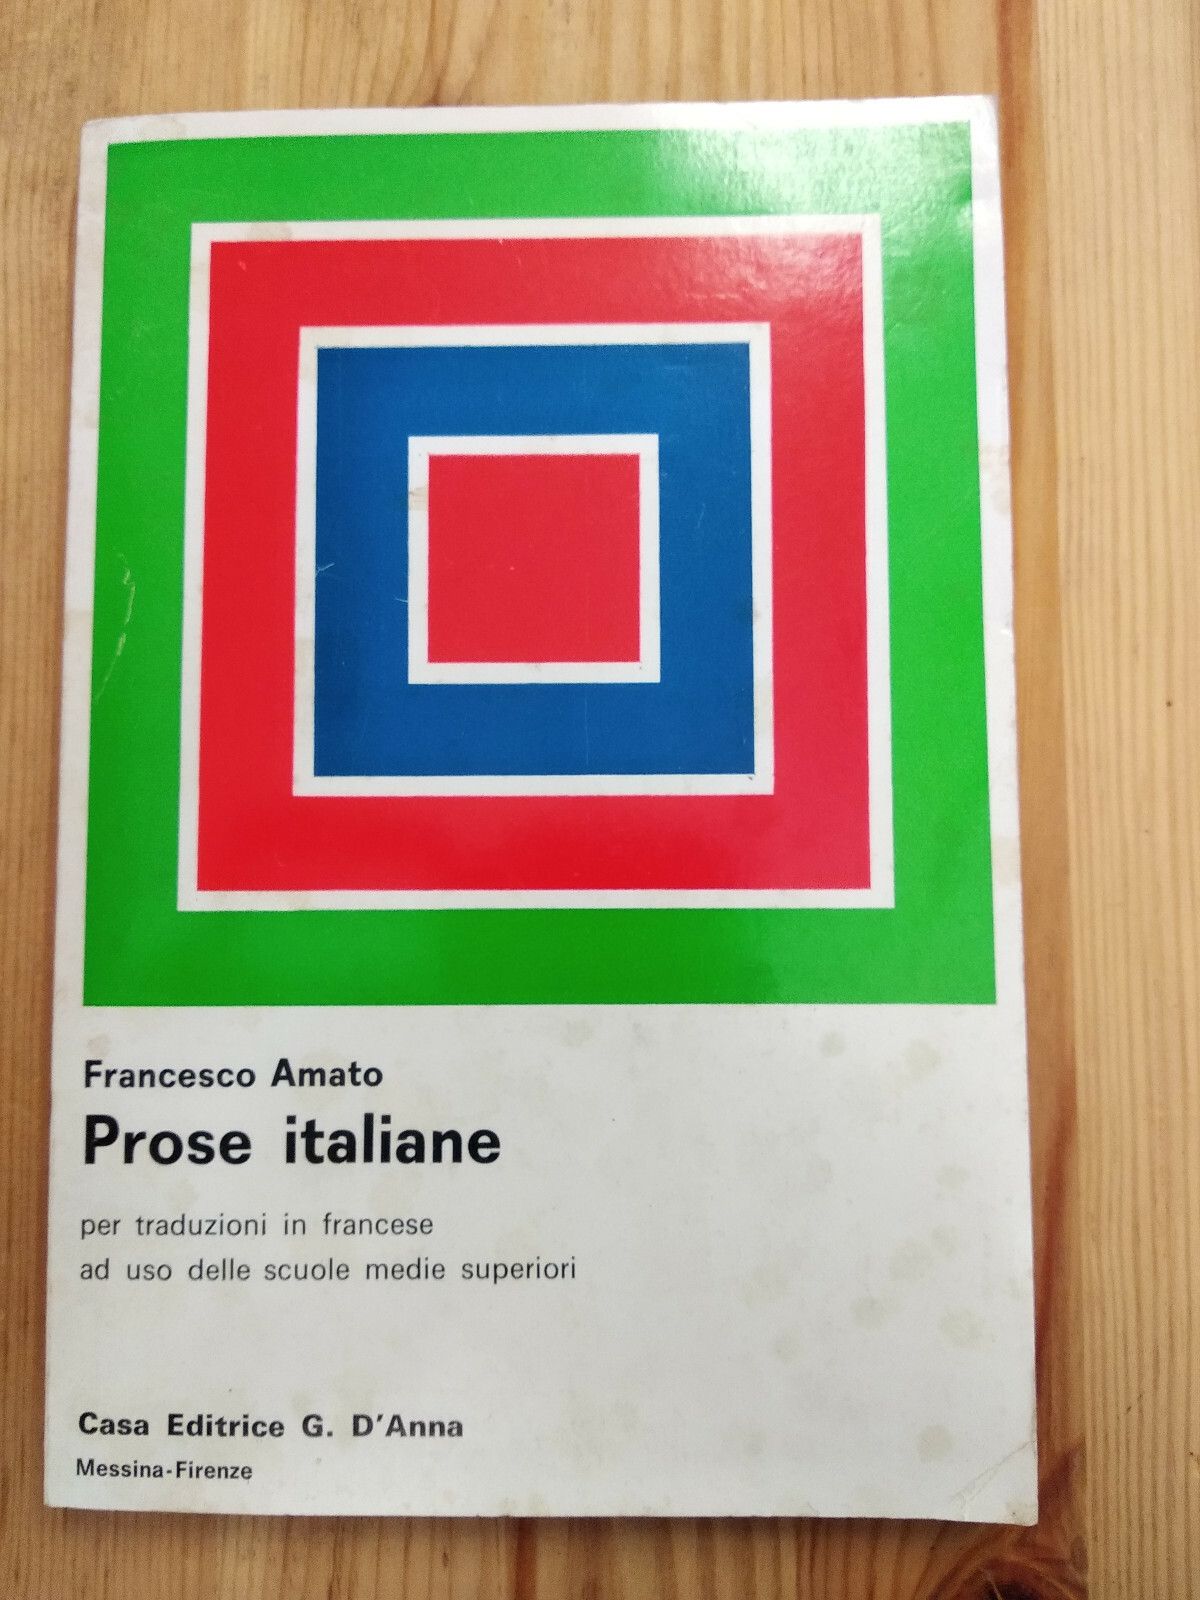 Francesco Amato
Prose italiane
per traduzioni in francese
ad uso delle scuole medie superiori
Casa Editrice G. D'Anna
Messina-Firenze